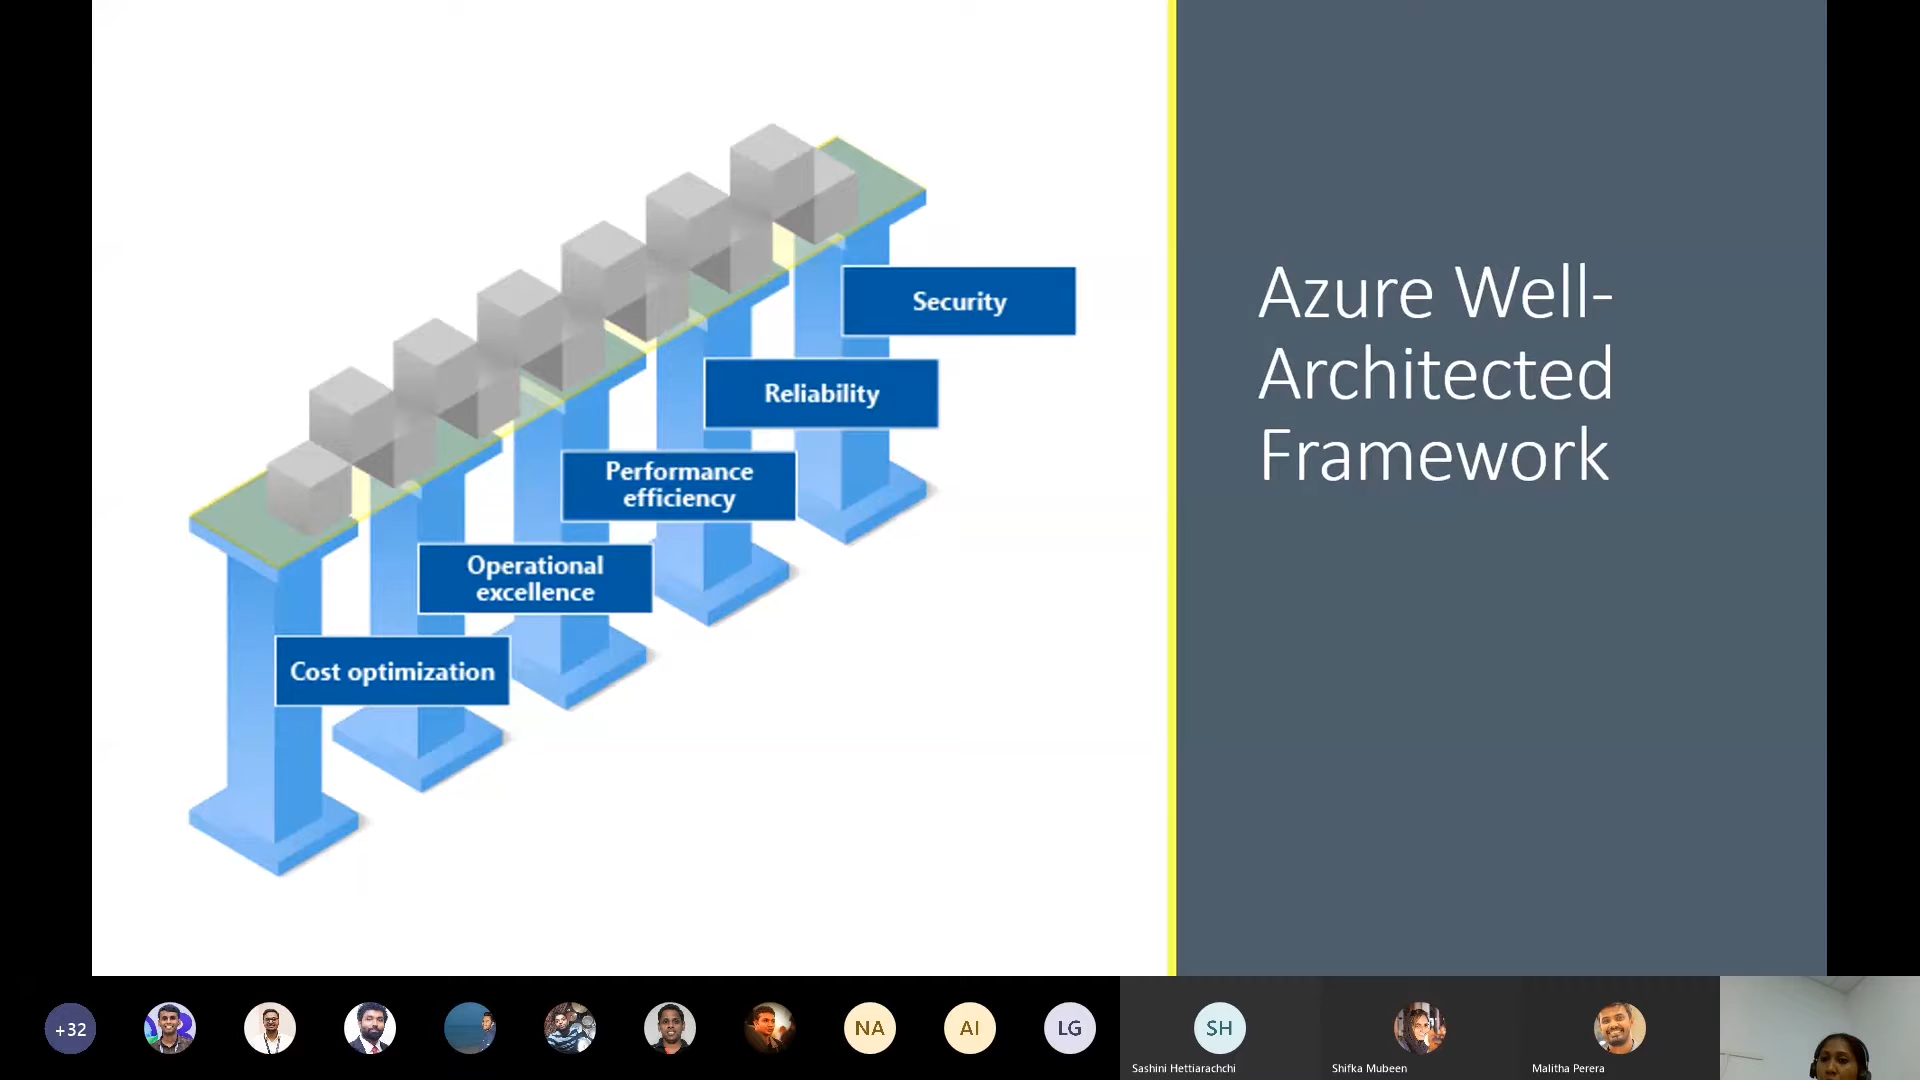 Azure Well-
Architected
Framework
Security
Reliability
Performance
efficiency
Operational
excellence
Cost optimization
+32
NA
AI
LG
SH
Sashini Hettiarachchi
Shifka Mubeen
Malitha Perera